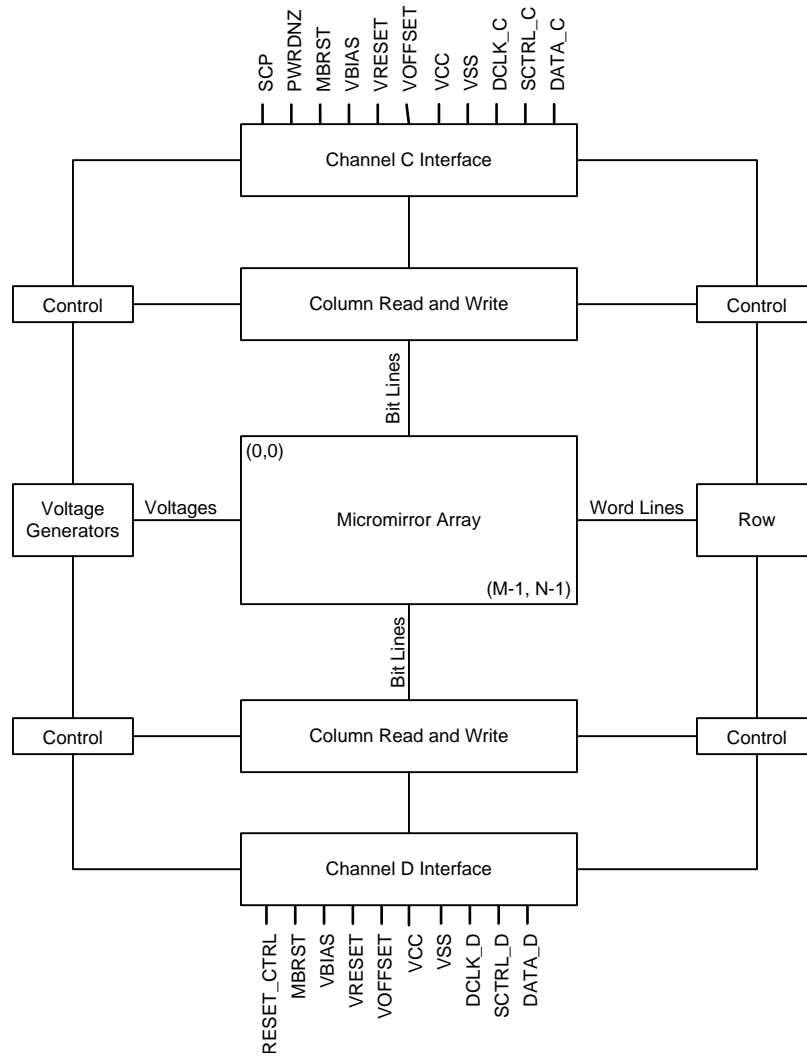 SCP
PWRDNZ
MBRST
VBIAS
VRESET
VOFFSET
VCC
VSS
DCLK_C
SCTRL_C
DATA_C
Channel C Interface
Control
Column Read and Write
Control
Bit Lines
(0,0)
Voltage
Generators
Voltages
Micromirror Array
Word Lines
Row
(M-1, N-1)
Bit Lines
Control
Column Read and Write
Control
Channel D Interface
RESET_CTRL
MBRST
VBIAS
VRESET
VOFFSET
VCC
VSS
DCLK_D
SCTRL_D
DATA_D